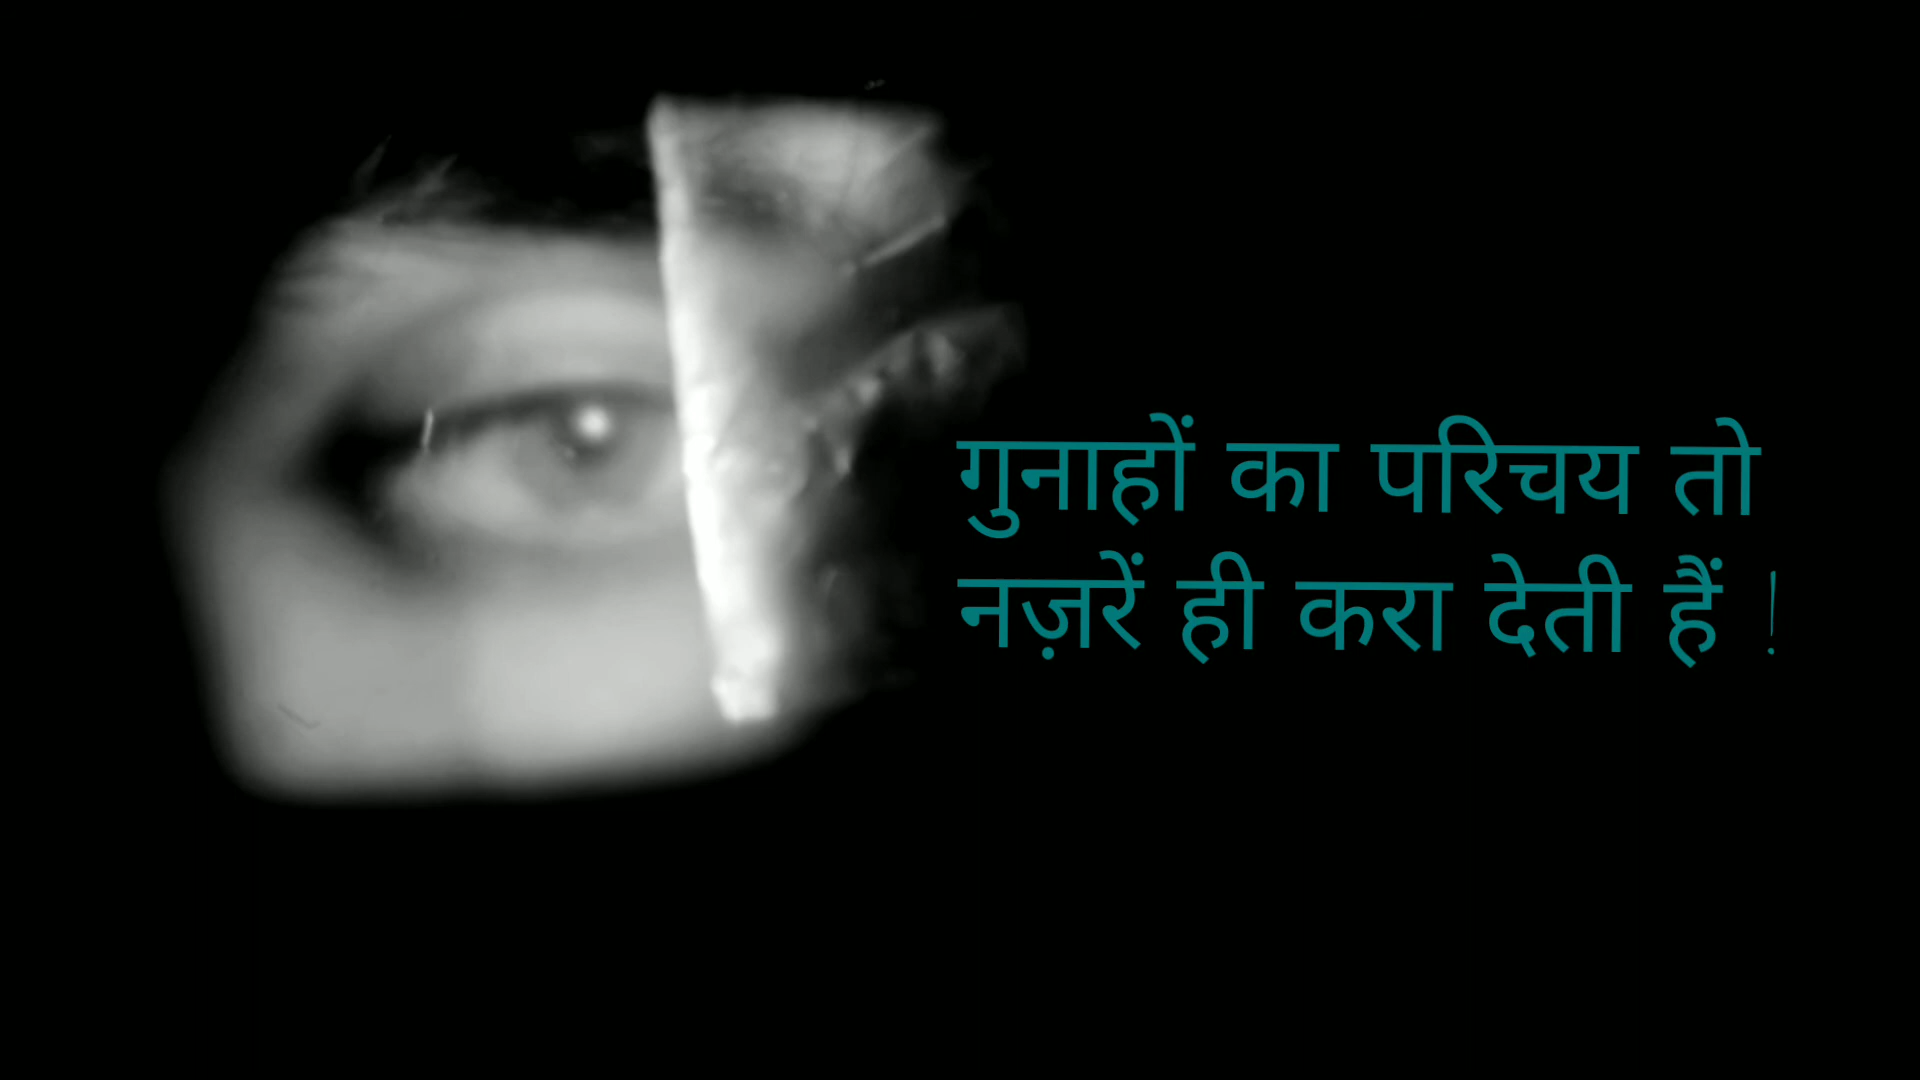 गुनाहों का परिचय तो
नज़रें ही करा देती हैं !